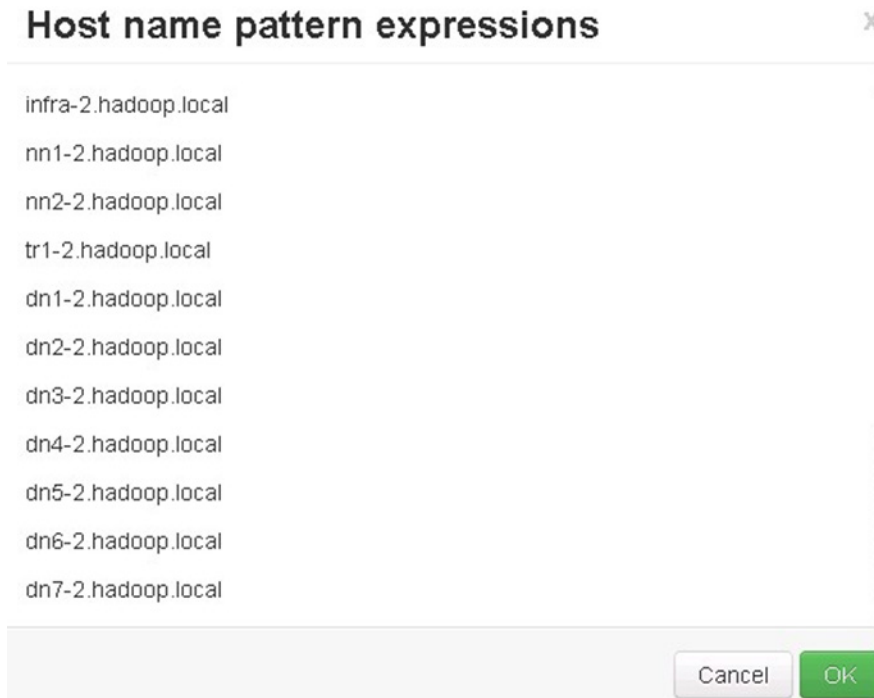 Host name pattern expressions
x
infra-2.hadoop.local
nn1-2.hadoop.local
nn2-2.hadoop.local
tr1-2.hadoop.local
dn1-2.hadoop.local
dn2-2.hadoop.local
dn3-2.hadoop.local
dn4-2.hadoop.local
dn5-2.hadoop.local
dn6-2.hadoop.local
dn7-2.hadoop.local
Cancel
OK